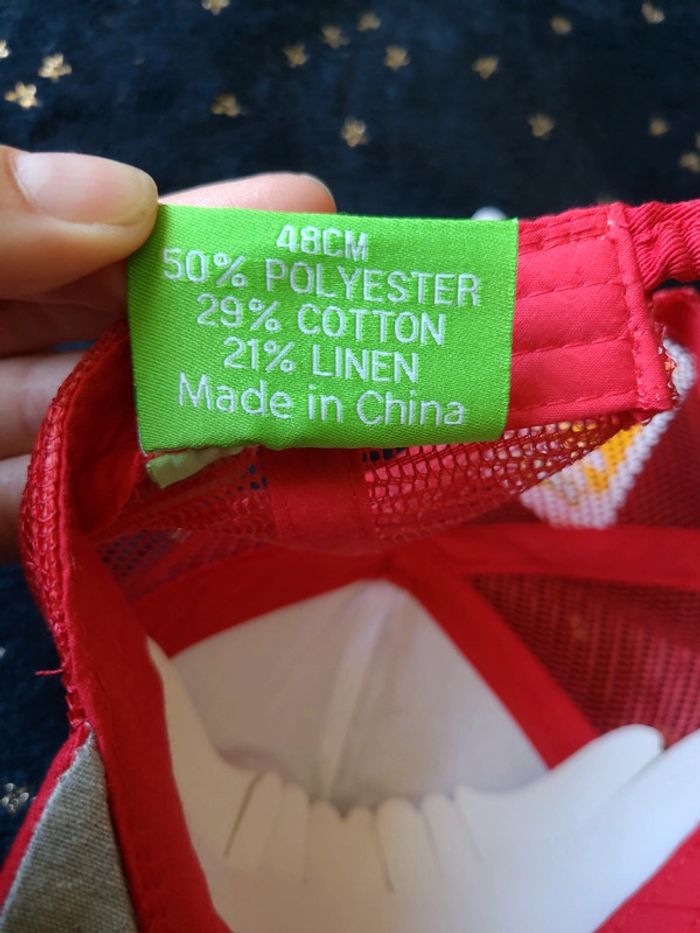 48CM
50% POLYESTER
29% COTTON
21% LINEN
Made in China